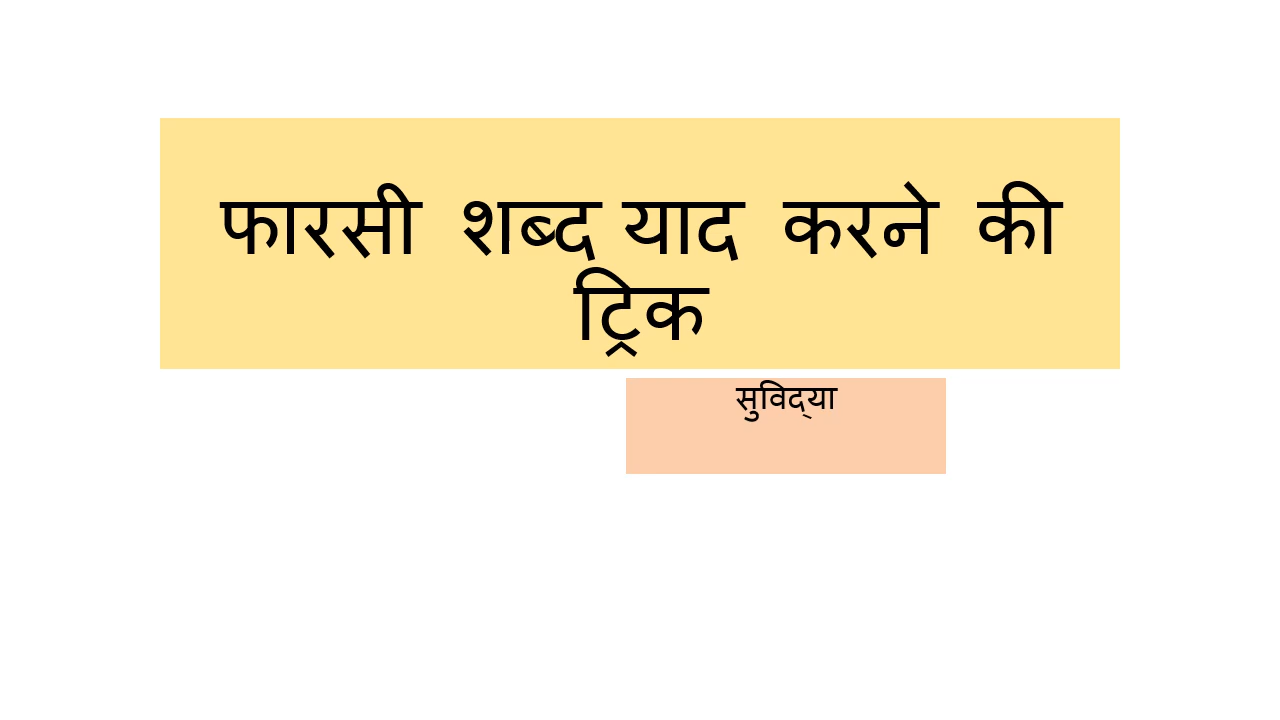 फारसी शब्द याद करने की
ट्रिक
सुविद्‌या